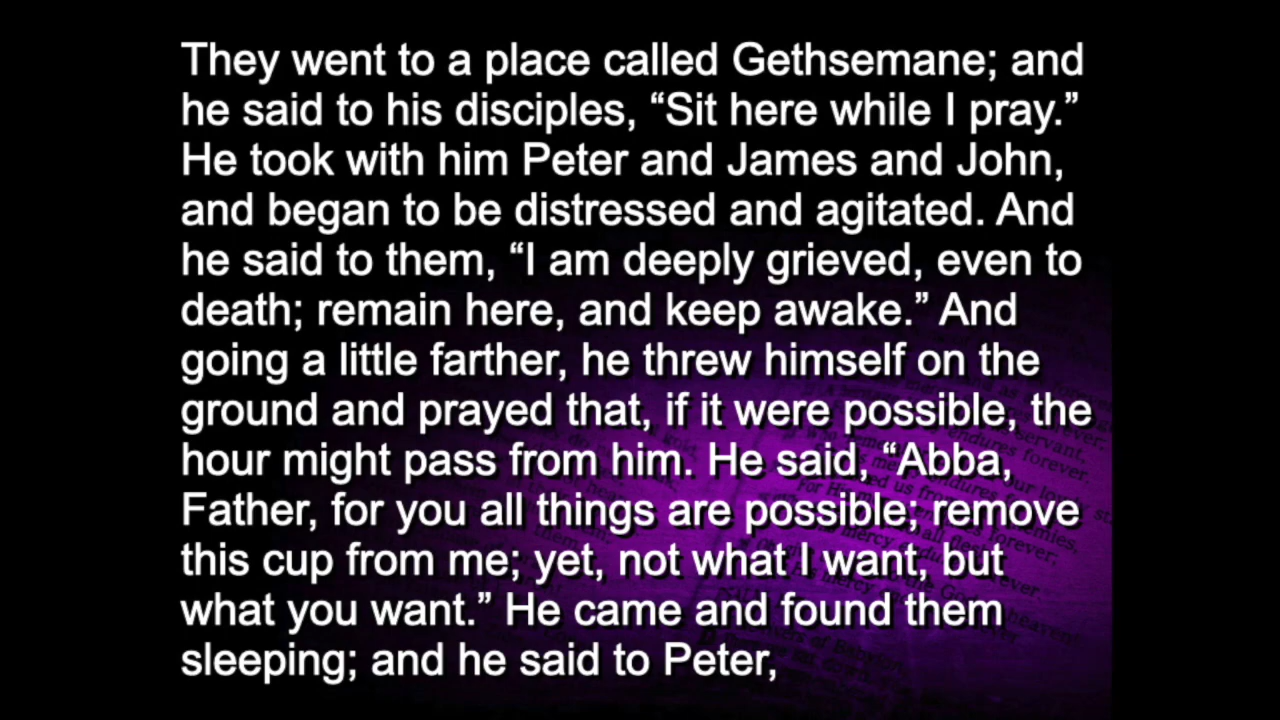 They went to a place called Gethsemane; and
he said to his disciples, “Sit here while I pray.”
He took with him Peter and James and John,
and began to be distressed and agitated. And
he said to them, “I am deeply grieved, even to
death; remain here, and keep awake.” And
going a little farther, he threw himself on the
ground and prayed that, if it were possible, the
hour might pass from him. He said, “Abba,
Father, for you all things are possible; remove
this cup from me; yet, not what I want, but
what you want.” He came and found them
sleeping; and he said to Peter,